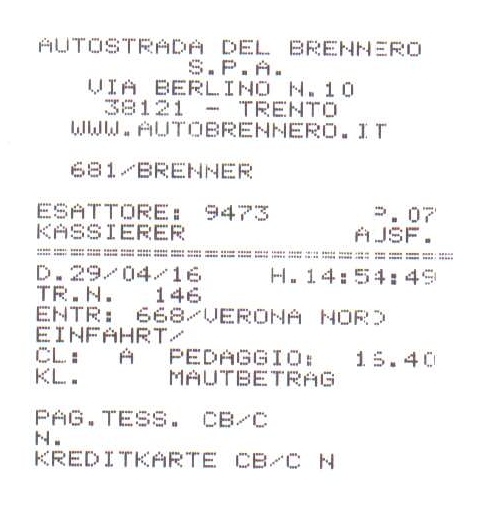 AUTOSTRADA DEL BRENNERO
S.P.A.
VIA BERLINO N.10
38121 - TRENTO
WWW.AUTOBRENNERO.IT
681/BRENNER
ESATTORE: 9473 P.07
KASSIERER AUSF.
D.29/04/16 H.14:54:49
TR.N. 146
ENTR: 668/VERONA NORD
EINFAHRT/
CL: A PEDAGGIO: 16.40
KL. MAUTBETRAG
PAG.TESS. CB/C
N.
KREDITKARTE CB/C N